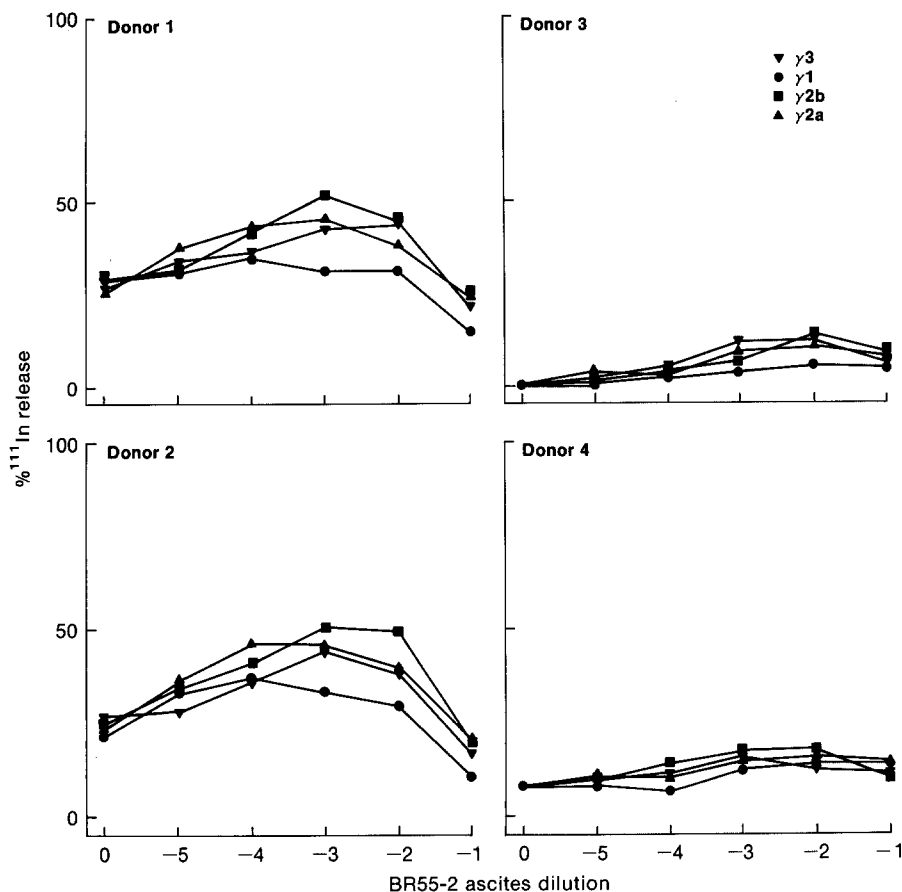 100
Donor 1
Donor 3
▼ γ3
● γ1
■ γ2b
▲ γ2a
50
0
%¹¹¹In release
100
Donor 2
Donor 4
50
0
0 −5 −4 −3 −2 −1 0 −5 −4 −3 −2 −1
BR55-2 ascites dilution